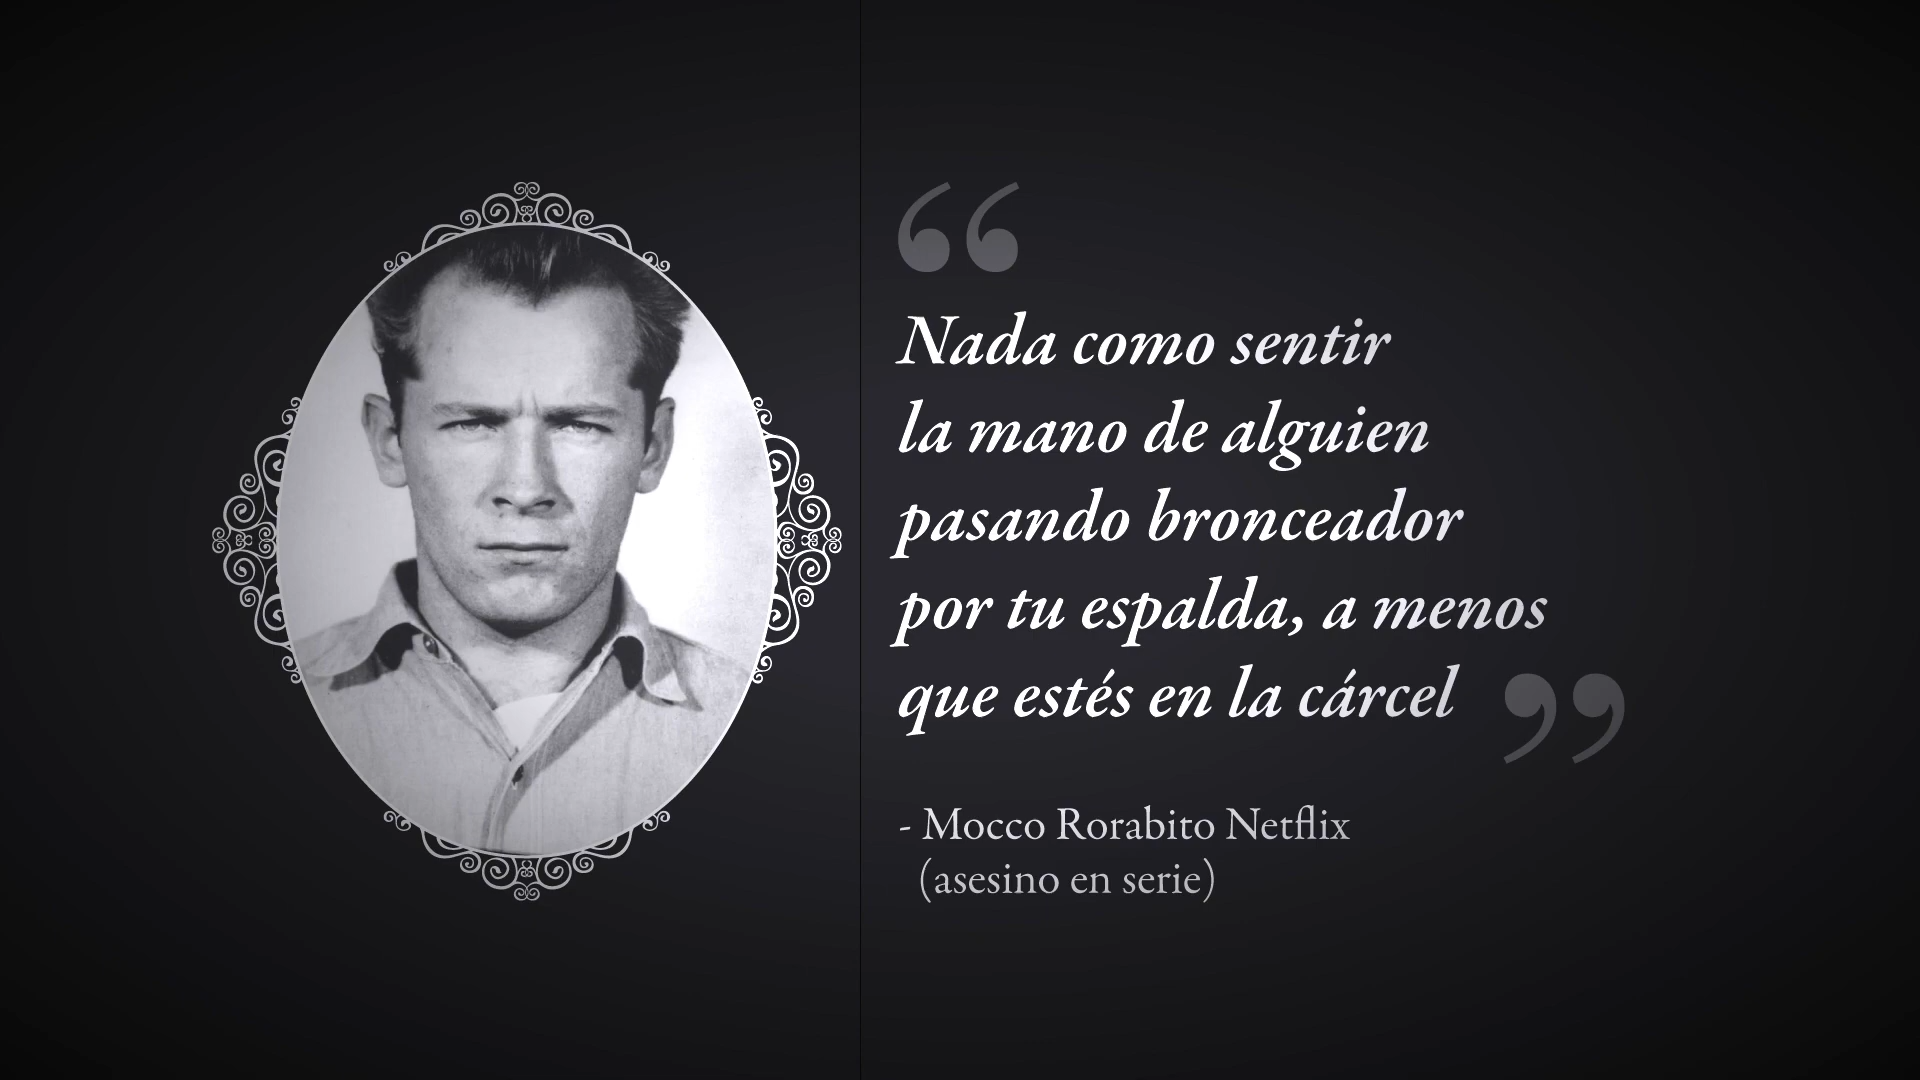 “
Nada como sentir
la mano de alguien
pasando bronceador
por tu espalda, a menos
que estés en la cárcel ”
- Mocco Rorabito Netflix
(asesino en serie)